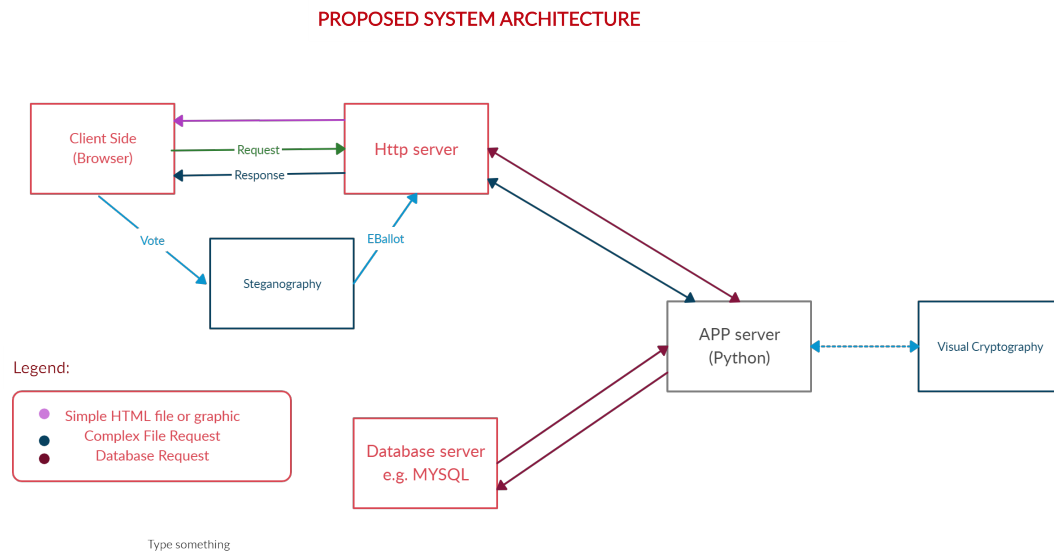 PROPOSED SYSTEM ARCHITECTURE
Client Side
(Browser)
Request
Response
Http server
Vote
EBallot
Steganography
APP server
(Python)
Visual Cryptography
Legend:
Simple HTML file or graphic
Complex File Request
Database Request
Database server
e.g. MYSQL
Type something